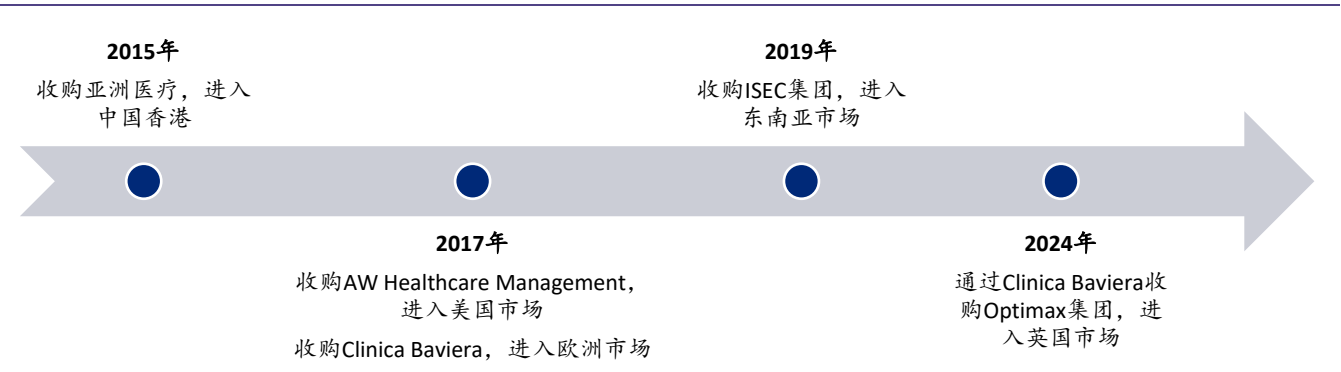 2015年
收购亚洲医疗，进入
中国香港
2017年
收购AW Healthcare Management，
进入美国市场
收购Clinica Baviera，进入欧洲市场
2019年
收购ISEC集团，进入
东南亚市场
2024年
通过Clinica Baviera收
购Optimax集团，进
入英国市场